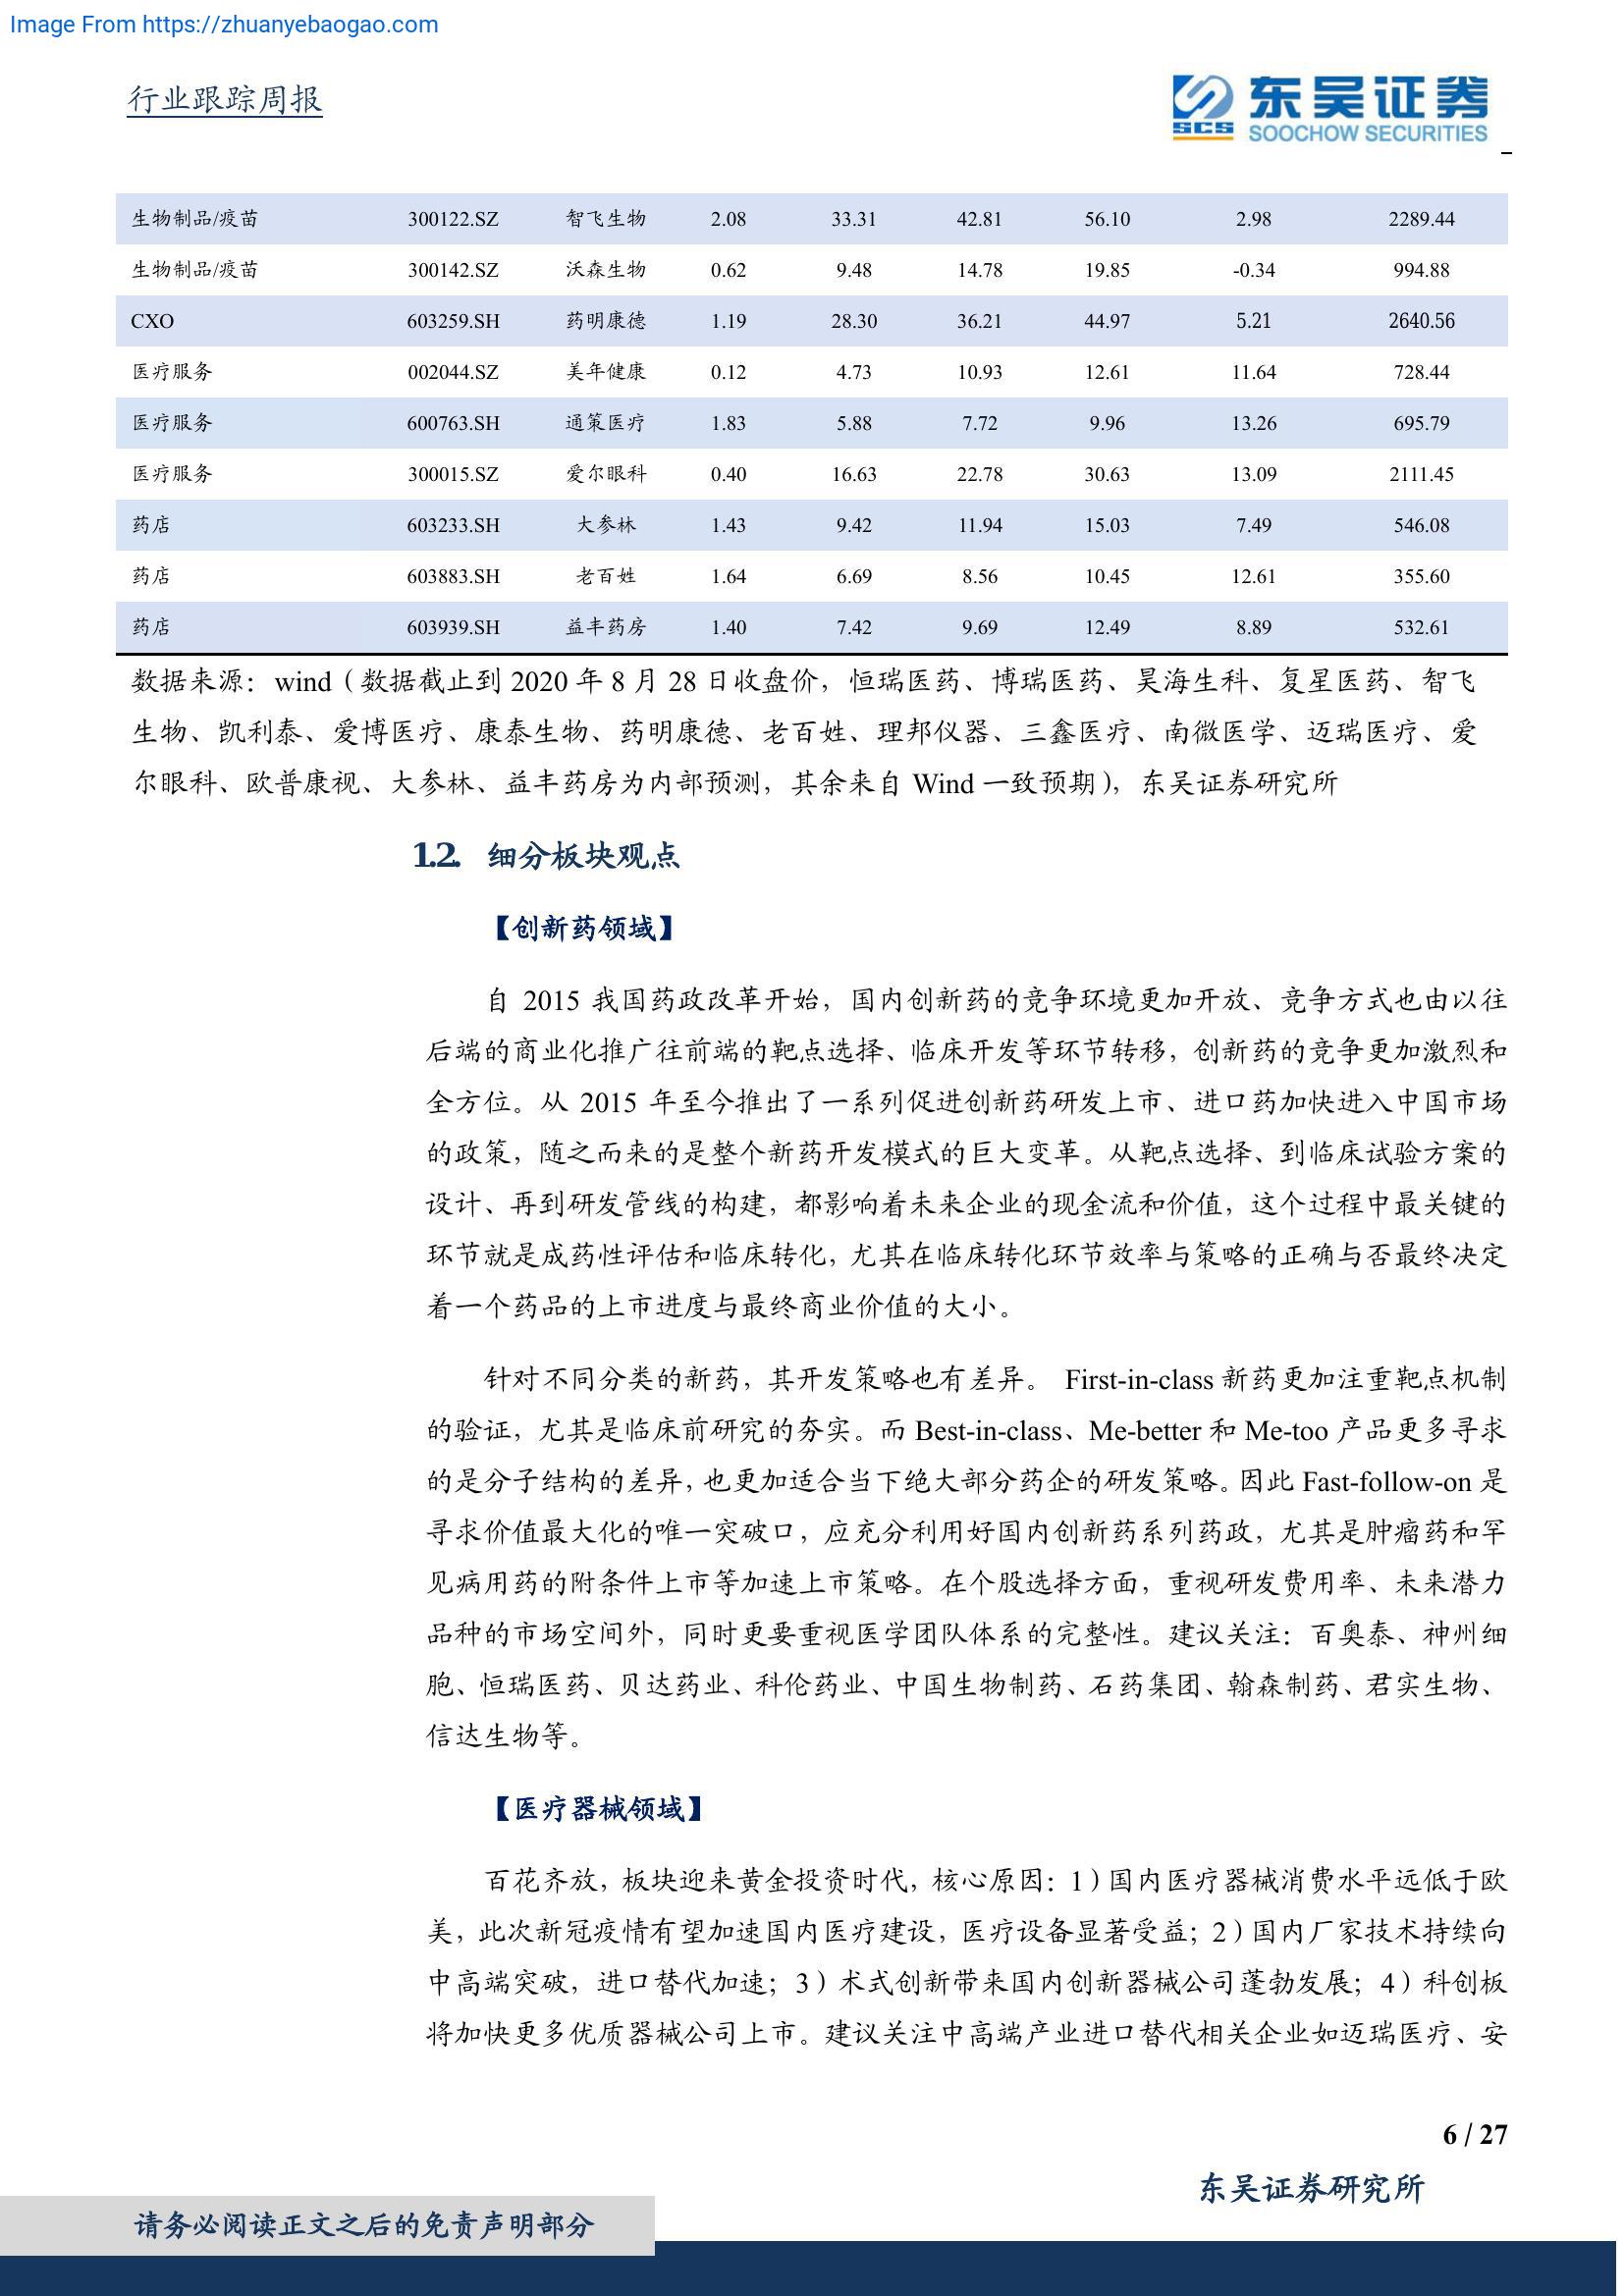 Image From https://zhuanyebaogao.com
行业跟踪周报
东吴证券
SCS SOOCHOW SECURITIES
生物制品/疫苗 300122.SZ 智飞生物 2.08 33.31 42.81 56.10 2.98 2289.44
生物制品/疫苗 300142.SZ 沃森生物 0.62 9.48 14.78 19.85 -0.34 994.88
CXO 603259.SH 药明康德 1.19 28.30 36.21 44.97 5.21 2640.56
医疗服务 002044.SZ 美年健康 0.12 4.73 10.93 12.61 11.64 728.44
医疗服务 600763.SH 通策医疗 1.83 5.88 7.72 9.96 13.26 695.79
医疗服务 300015.SZ 爱尔眼科 0.40 16.63 22.78 30.63 13.09 2111.45
药店 603233.SH 大参林 1.43 9.42 11.94 15.03 7.49 546.08
药店 603883.SH 老百姓 1.64 6.69 8.56 10.45 12.61 355.60
药店 603939.SH 益丰药房 1.40 7.42 9.69 12.49 8.89 532.61
数据来源：wind（数据截止到 2020 年 8 月 28 日收盘价，恒瑞医药、博瑞医药、昊海生科、复星医药、智飞
生物、凯利泰、爱博医疗、康泰生物、药明康德、老百姓、理邦仪器、三鑫医疗、南微医学、迈瑞医疗、爱
尔眼科、欧普康视、大参林、益丰药房为内部预测，其余来自 Wind 一致预期），东吴证券研究所
1.2. 细分板块观点
【创新药领域】
自 2015 我国药政改革开始，国内创新药的竞争环境更加开放、竞争方式也由以往
后端的商业化推广往前端的靶点选择、临床开发等环节转移，创新药的竞争更加激烈和
全方位。从 2015 年至今推出了一系列促进创新药研发上市、进口药加快进入中国市场
的政策，随之而来的是整个新药开发模式的巨大变革。从靶点选择、到临床试验方案的
设计、再到研发管线的构建，都影响着未来企业的现金流和价值，这个过程中最关键的
环节就是成药性评估和临床转化，尤其在临床转化环节效率与策略的正确与否最终决定
着一个药品的上市进度与最终商业价值的大小。
针对不同分类的新药，其开发策略也有差异。 First-in-class 新药更加注重靶点机制
的验证，尤其是临床前研究的夯实。而 Best-in-class、Me-better 和 Me-too 产品更多寻求
的是分子结构的差异，也更加适合当下绝大部分药企的研发策略。因此 Fast-follow-on 是
寻求价值最大化的唯一突破口，应充分利用好国内创新药系列药政，尤其是肿瘤药和罕
见病用药的附条件上市等加速上市策略。在个股选择方面，重视研发费用率、未来潜力
品种的市场空间外，同时更要重视医学团队体系的完整性。建议关注：百奥泰、神州细
胞、恒瑞医药、贝达药业、科伦药业、中国生物制药、石药集团、翰森制药、君实生物、
信达生物等。
【医疗器械领域】
百花齐放，板块迎来黄金投资时代，核心原因：1）国内医疗器械消费水平远低于欧
美，此次新冠疫情有望加速国内医疗建设，医疗设备显著受益；2）国内厂家技术持续向
中高端突破，进口替代加速；3）术式创新带来国内创新器械公司蓬勃发展；4）科创板
将加快更多优质器械公司上市。建议关注中高端产业进口替代相关企业如迈瑞医疗、安
6 / 27
东吴证券研究所
请务必阅读正文之后的免责声明部分